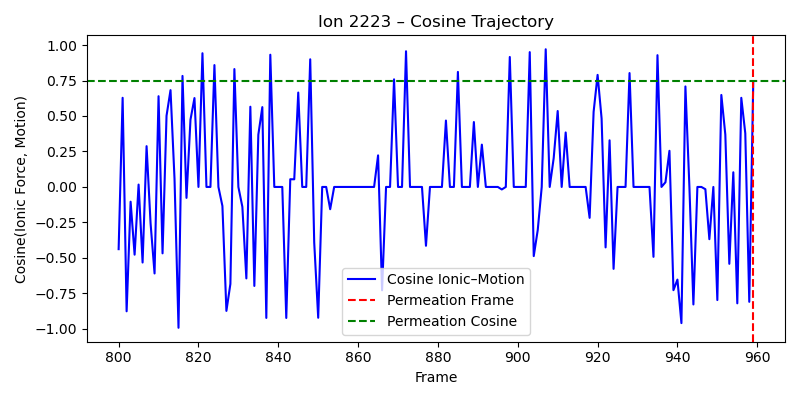 Ion 2223 – Cosine Trajectory
Cosine(Ionic Force, Motion)
1.00
0.75
0.50
0.25
0.00
−0.25
−0.50
−0.75
−1.00
Cosine Ionic–Motion
Permeation Frame
Permeation Cosine
800 820 840 860 880 900 920 940 960
Frame